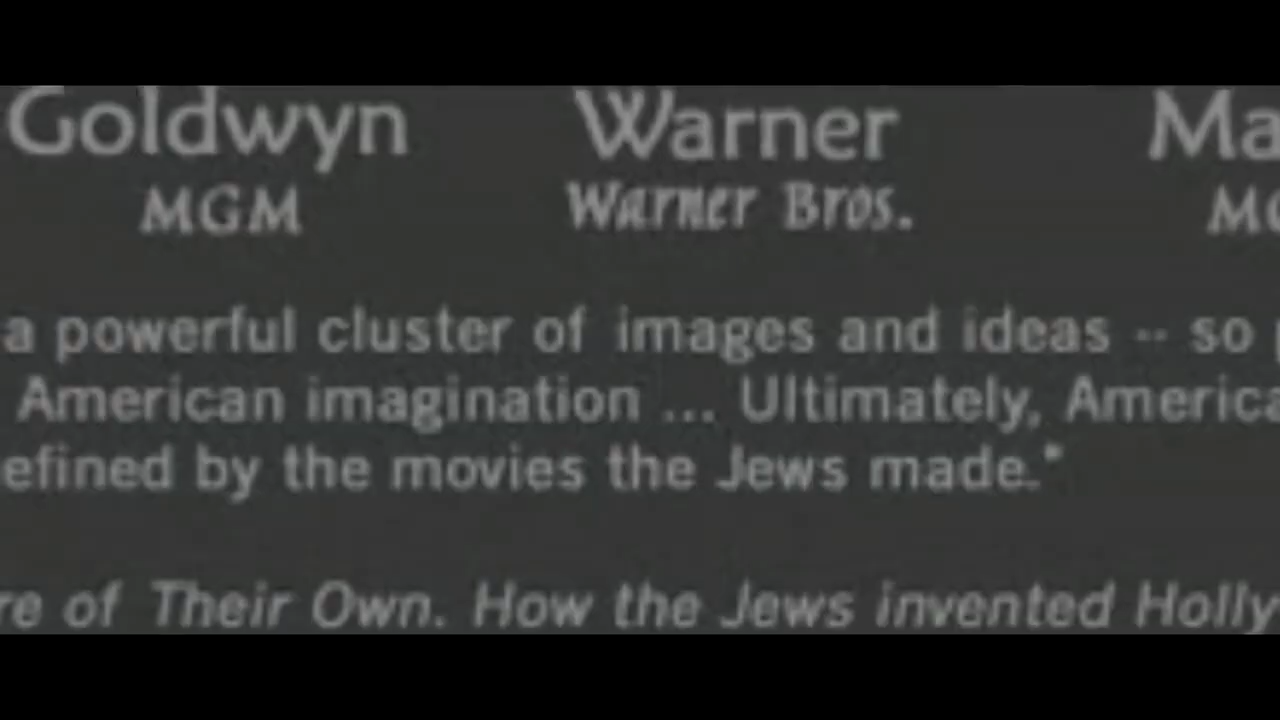 Goldwyn Warner Ma
MGM Warner Bros. MG
a powerful cluster of images and ideas -- so
American imagination ... Ultimately, America
efined by the movies the Jews made."
re of Their Own. How the Jews invented Holly